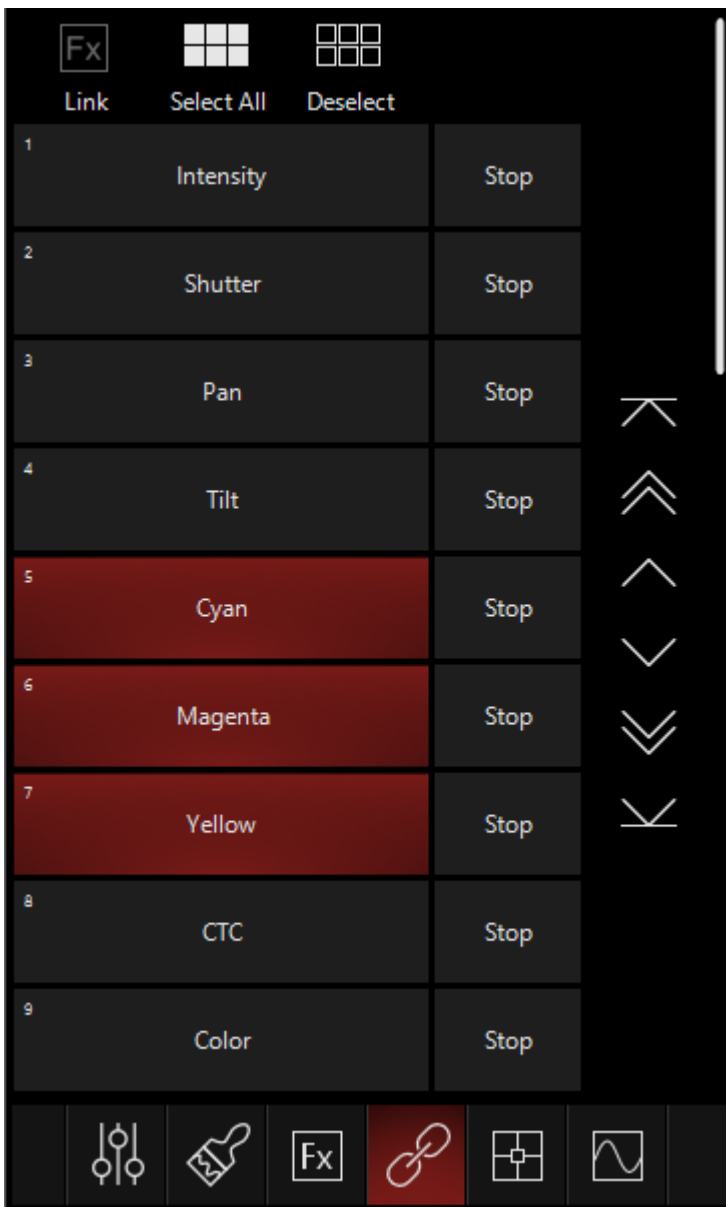 Fx
Link Select All Deselect
1 Intensity Stop
2 Shutter Stop
3 Pan Stop
4 Tilt Stop
5 Cyan Stop
6 Magenta Stop
7 Yellow Stop
8 CTC Stop
9 Color Stop
Fx